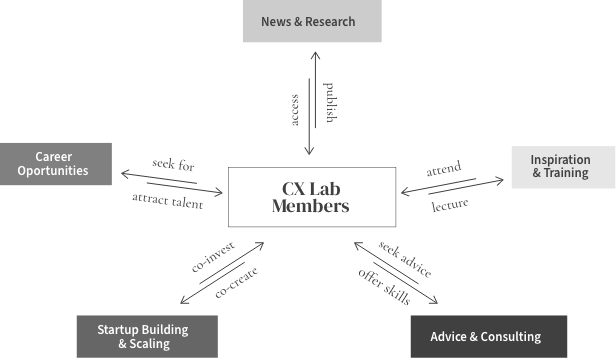 News & Research
access
publish
Career
Oportunities
seek for
attract talent
CX Lab
Members
attend
lecture
Inspiration
& Training
co-invest
co-create
seek advice
offer skills
Startup Building
& Scaling
Advice & Consulting